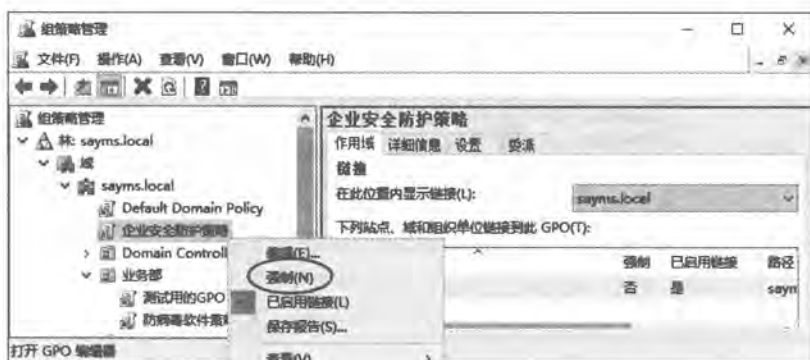 组策略管理
文件(F) 操作(A) 查看(V) 窗口(W) 帮助(H)
组策略管理
林: sayms.local
域
sayms.local
Default Domain Policy
企业安全防护策略
Domain Controll
业务部
测试用的GPO
防病毒软件策略
编辑(E)...
强制(N)
已启用链接(L)
保存报告(S)...
查看(V)
企业安全防护策略
作用域 详细信息 设置 委派
链接
在此位置内显示链接(L): sayms.local
下列站点、域和组织单位链接到此 GPO(T):
强制 已启用链接 路径
否 是 saym
打开 GPO 编辑器